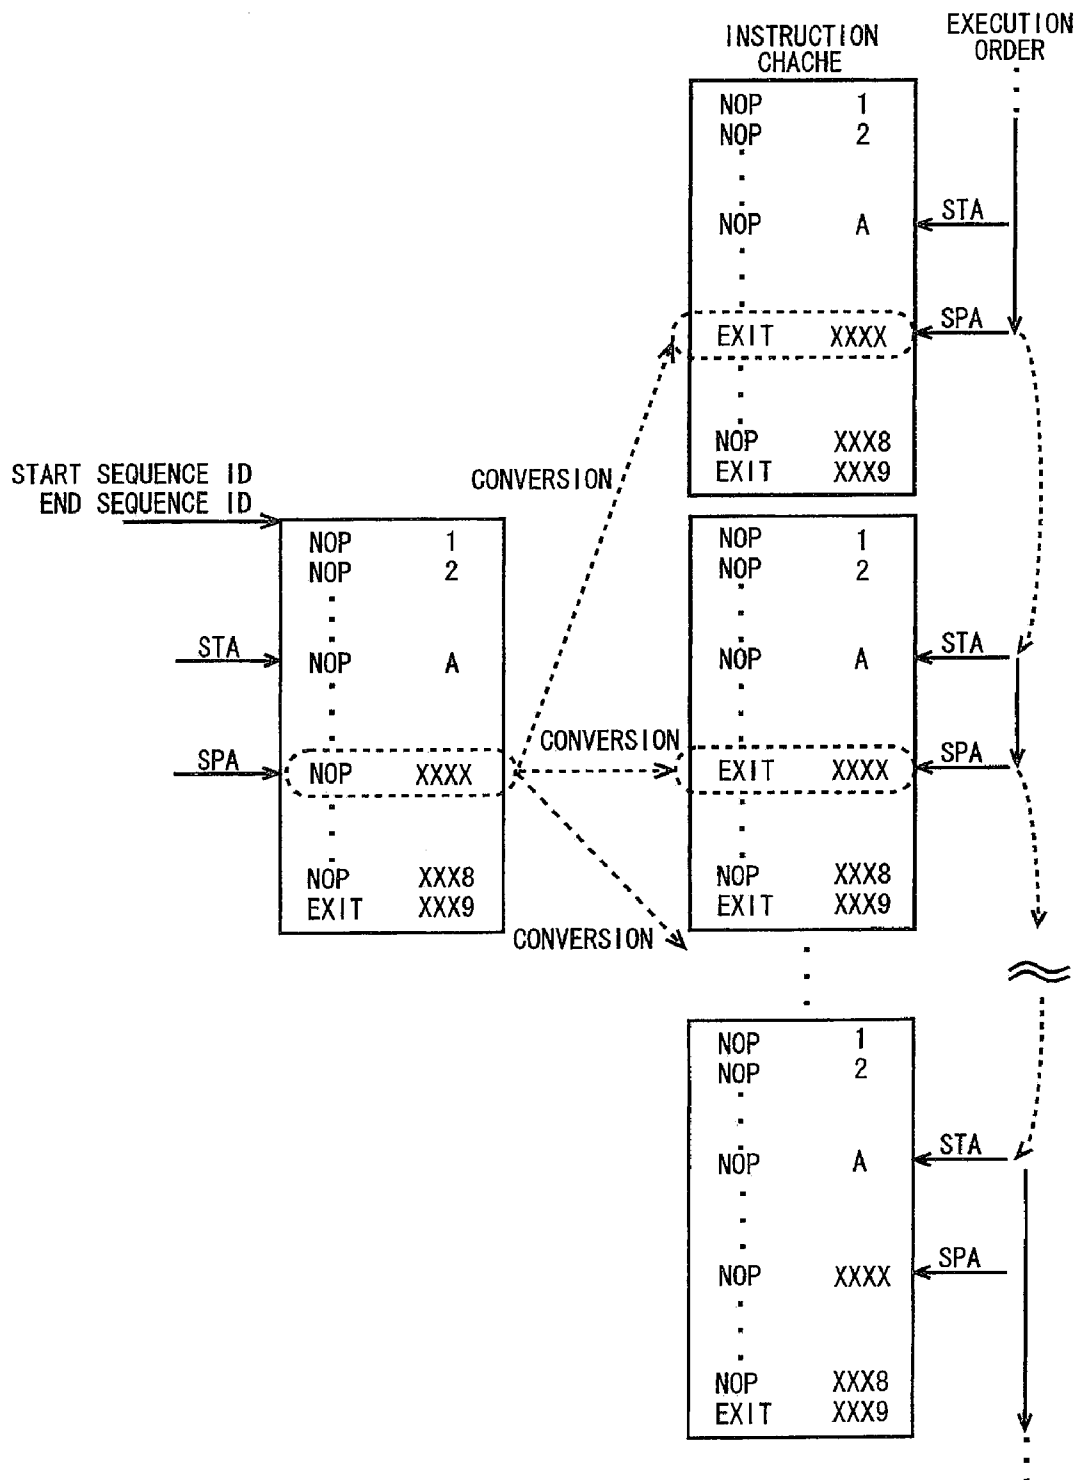 INSTRUCTION
CHACHE
EXECUTION
ORDER
NOP 1
NOP 2
NOP A
STA
EXIT XXXX
SPA
NOP XXX8
EXIT XXX9
START SEQUENCE ID
END SEQUENCE ID
NOP 1
NOP 2
STA
NOP A
SPA
NOP XXXX
NOP XXX8
EXIT XXX9
CONVERSION
CONVERSION
CONVERSION
NOP 1
NOP 2
NOP A
STA
EXIT XXXX
SPA
NOP XXX8
EXIT XXX9
NOP 1
NOP 2
NOP A
STA
NOP XXXX
SPA
NOP XXX8
EXIT XXX9